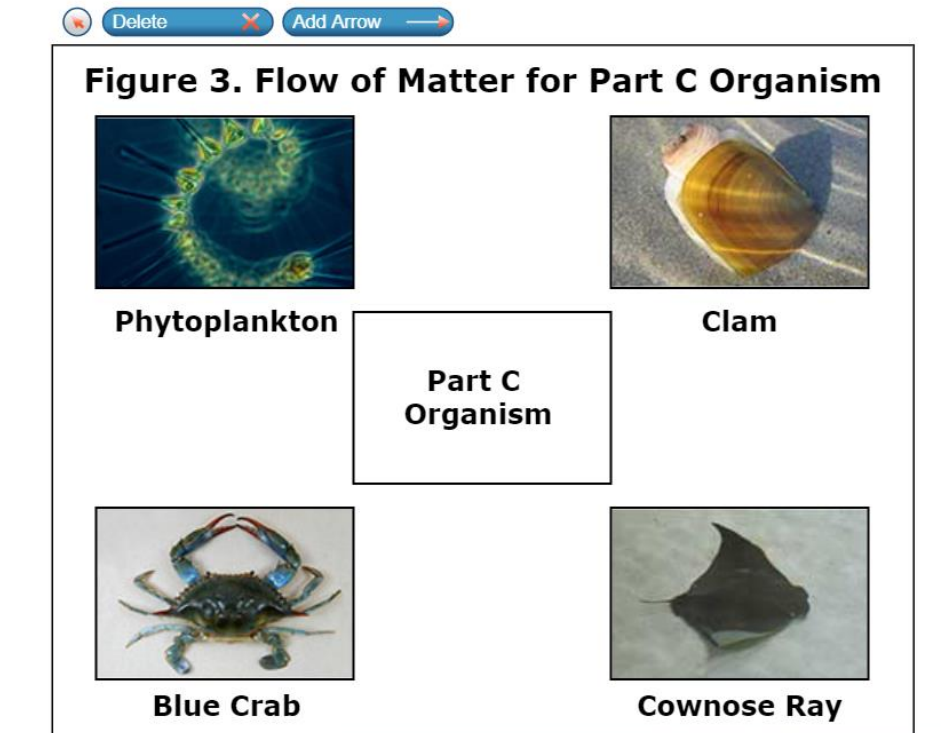 Delete
Add Arrow
Figure 3. Flow of Matter for Part C Organism
Phytoplankton
Clam
Part C
Organism
Blue Crab
Cownose Ray